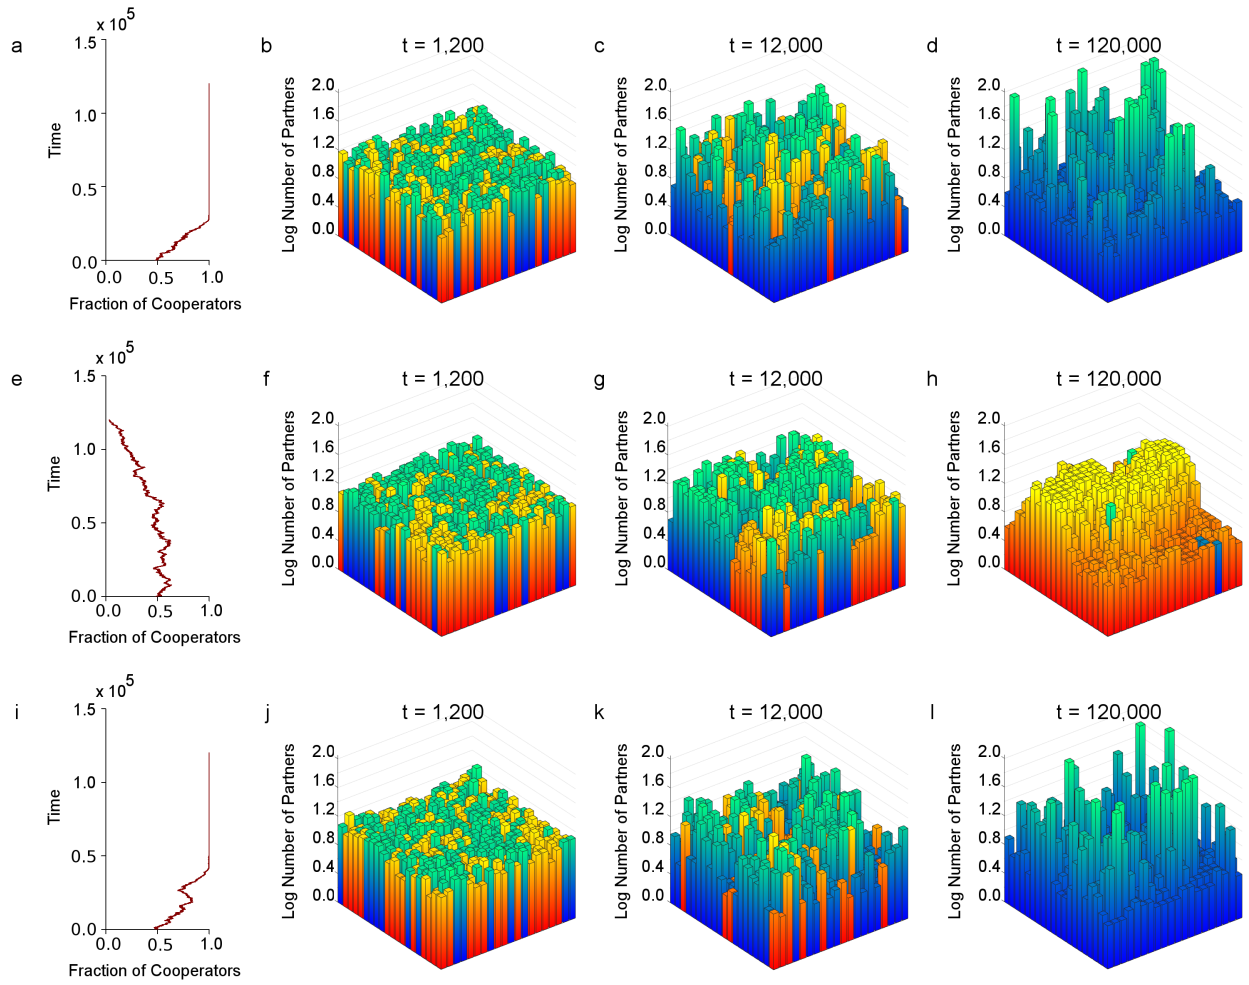 a
x 10^5
1.5
1.0
0.5
0.0
Time
0.0 0.5 1.0
Fraction of Cooperators
b
t = 1,200
2.0
1.6
1.2
0.8
0.4
0.0
Log Number of Partners
c
t = 12,000
2.0
1.6
1.2
0.8
0.4
0.0
Log Number of Partners
d
t = 120,000
2.0
1.6
1.2
0.8
0.4
0.0
Log Number of Partners
e
x 10^5
1.5
1.0
0.5
0.0
Time
0.0 0.5 1.0
Fraction of Cooperators
f
t = 1,200
2.0
1.6
1.2
0.8
0.4
0.0
Log Number of Partners
g
t = 12,000
2.0
1.6
1.2
0.8
0.4
0.0
Log Number of Partners
h
t = 120,000
2.0
1.6
1.2
0.8
0.4
0.0
Log Number of Partners
i
x 10^5
1.5
1.0
0.5
0.0
Time
0.0 0.5 1.0
Fraction of Cooperators
j
t = 1,200
2.0
1.6
1.2
0.8
0.4
0.0
Log Number of Partners
k
t = 12,000
2.0
1.6
1.2
0.8
0.4
0.0
Log Number of Partners
l
t = 120,000
2.0
1.6
1.2
0.8
0.4
0.0
Log Number of Partners